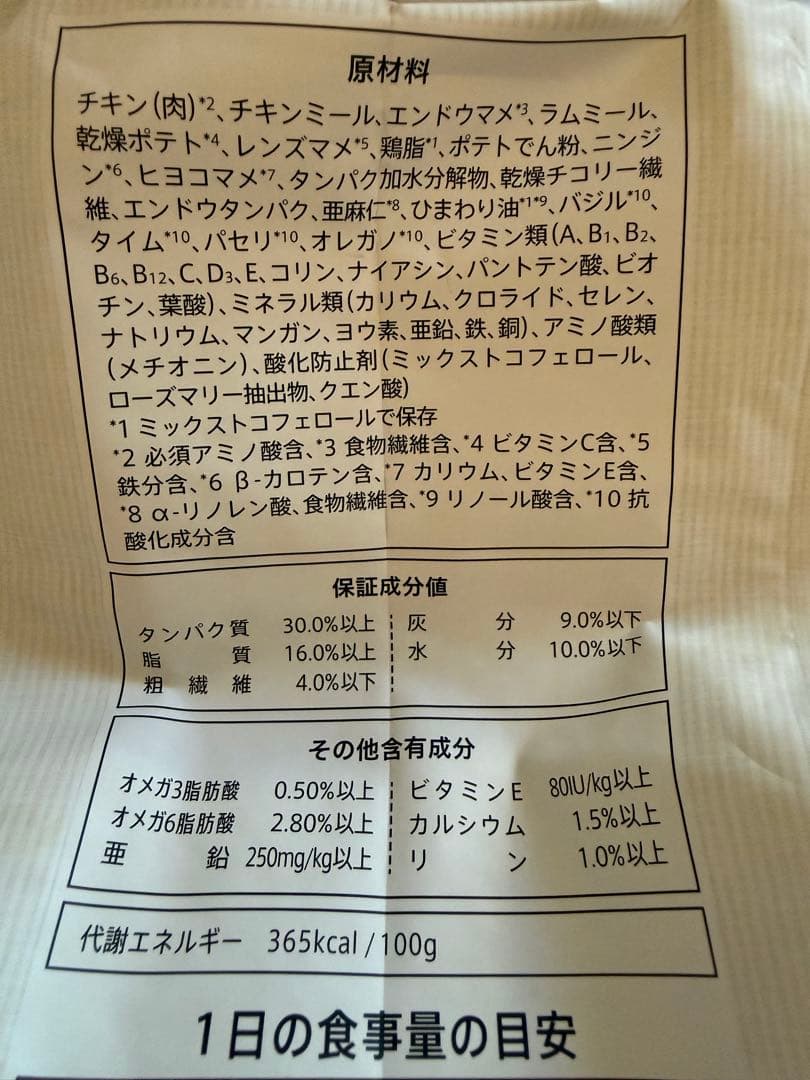 原材料
チキン(肉)*2、チキンミール、エンドウマメ*3、ラムミール、
乾燥ポテト*4、レンズマメ*5、鶏脂*1、ポテトでん粉、ニンジ
ン*6、ヒヨコマメ*7、タンパク加水分解物、乾燥チコリー繊
維、エンドウタンパク、亜麻仁*8、ひまわり油*1*9、バジル*10、
タイム*10、パセリ*10、オレガノ*10、ビタミン類(A、B1、B2、
B6、B12、C、D3、E、コリン、ナイアシン、パントテン酸、ビオ
チン、葉酸)、ミネラル類(カリウム、クロライド、セレン、
ナトリウム、マンガン、ヨウ素、亜鉛、鉄、銅)、アミノ酸類
(メチオニン)、酸化防止剤(ミックストコフェロール、
ローズマリー抽出物、クエン酸)
*1 ミックストコフェロールで保存
*2 必須アミノ酸含、*3 食物繊維含、*4 ビタミンC含、*5
鉄分含、*6 β-カロテン含、*7 カリウム、ビタミンE含、
*8 α-リノレン酸、食物繊維含、*9 リノール酸含、*10 抗
酸化成分含
保証成分値
タンパク質 30.0%以上 灰分 9.0%以下
脂質 16.0%以上 水分 10.0%以下
粗繊維 4.0%以下
その他含有成分
オメガ3脂肪酸 0.50%以上 ビタミンE 80IU/kg以上
オメガ6脂肪酸 2.80%以上 カルシウム 1.5%以上
亜鉛 250mg/kg以上 リン 1.0%以上
代謝エネルギー 365kcal/100g
1日の食事量の目安